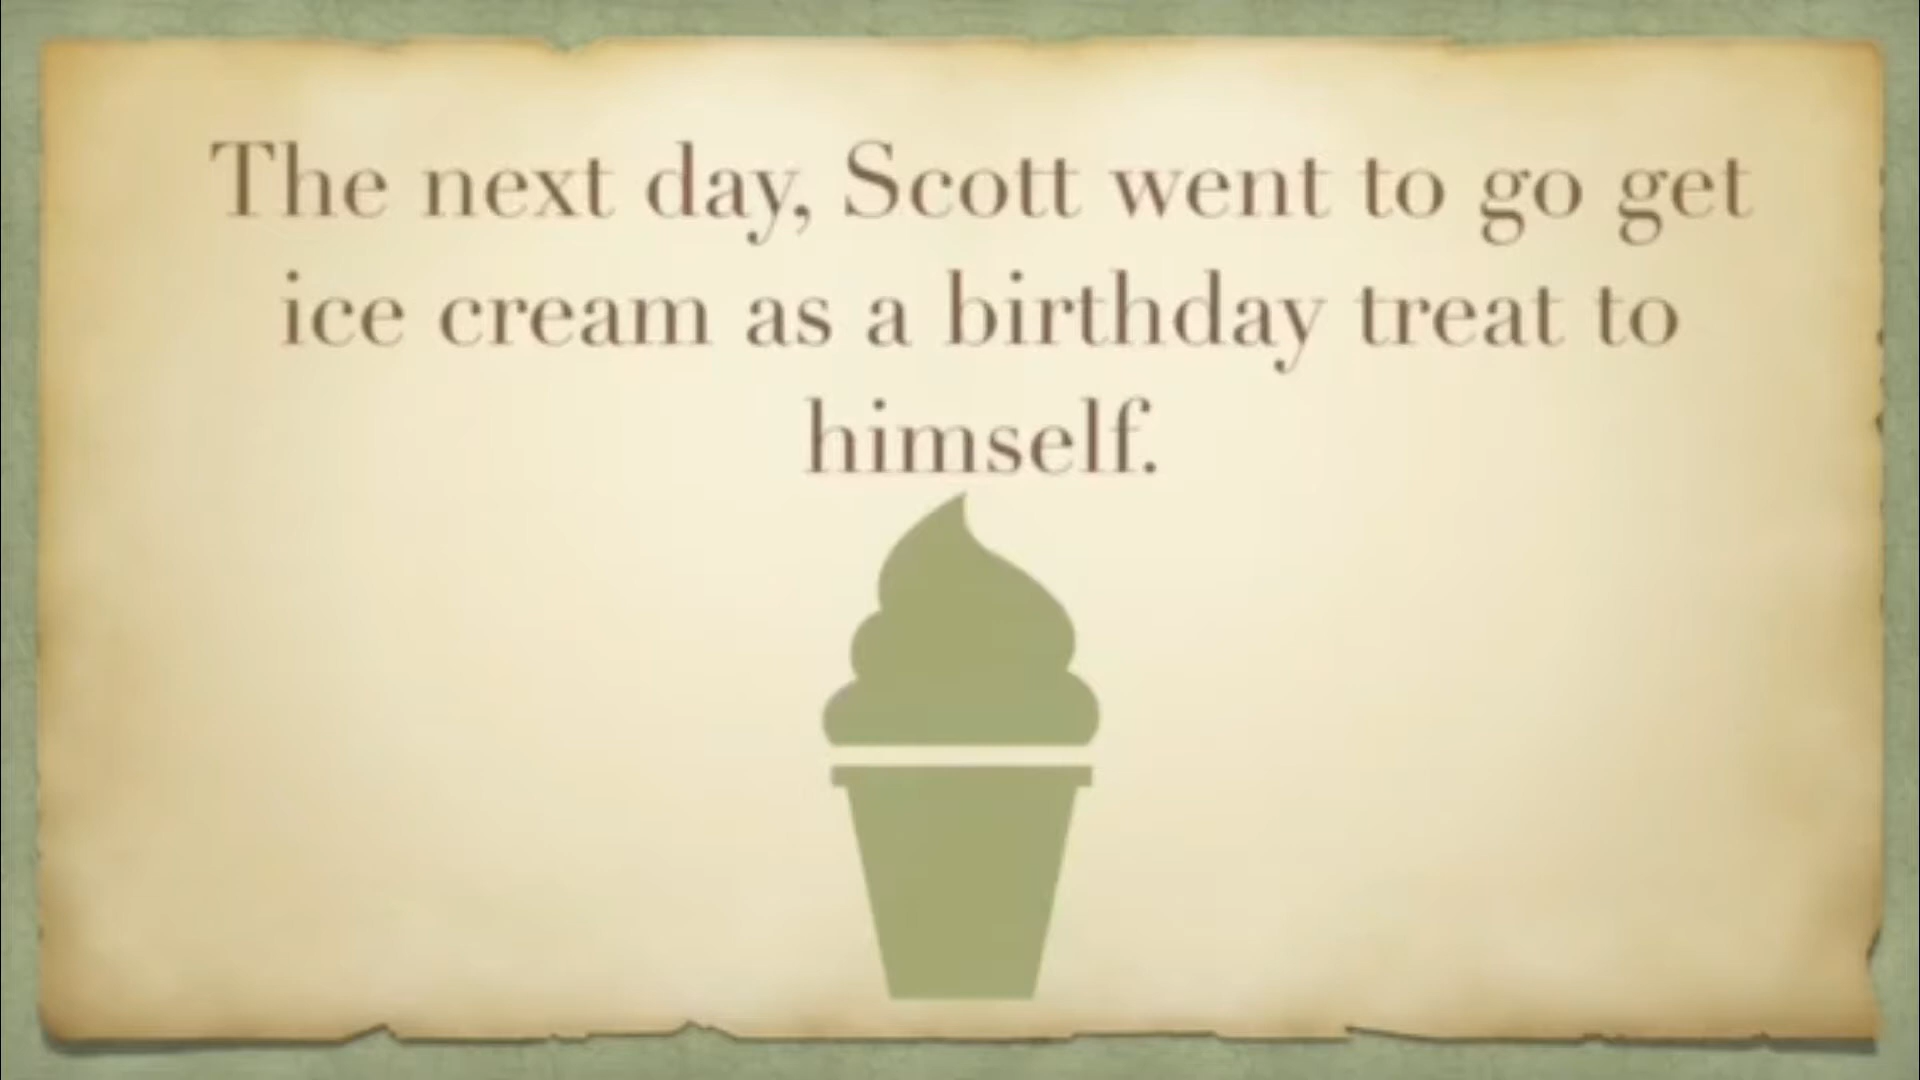 The next day, Scott went to go get
ice cream as a birthday treat to
himself.